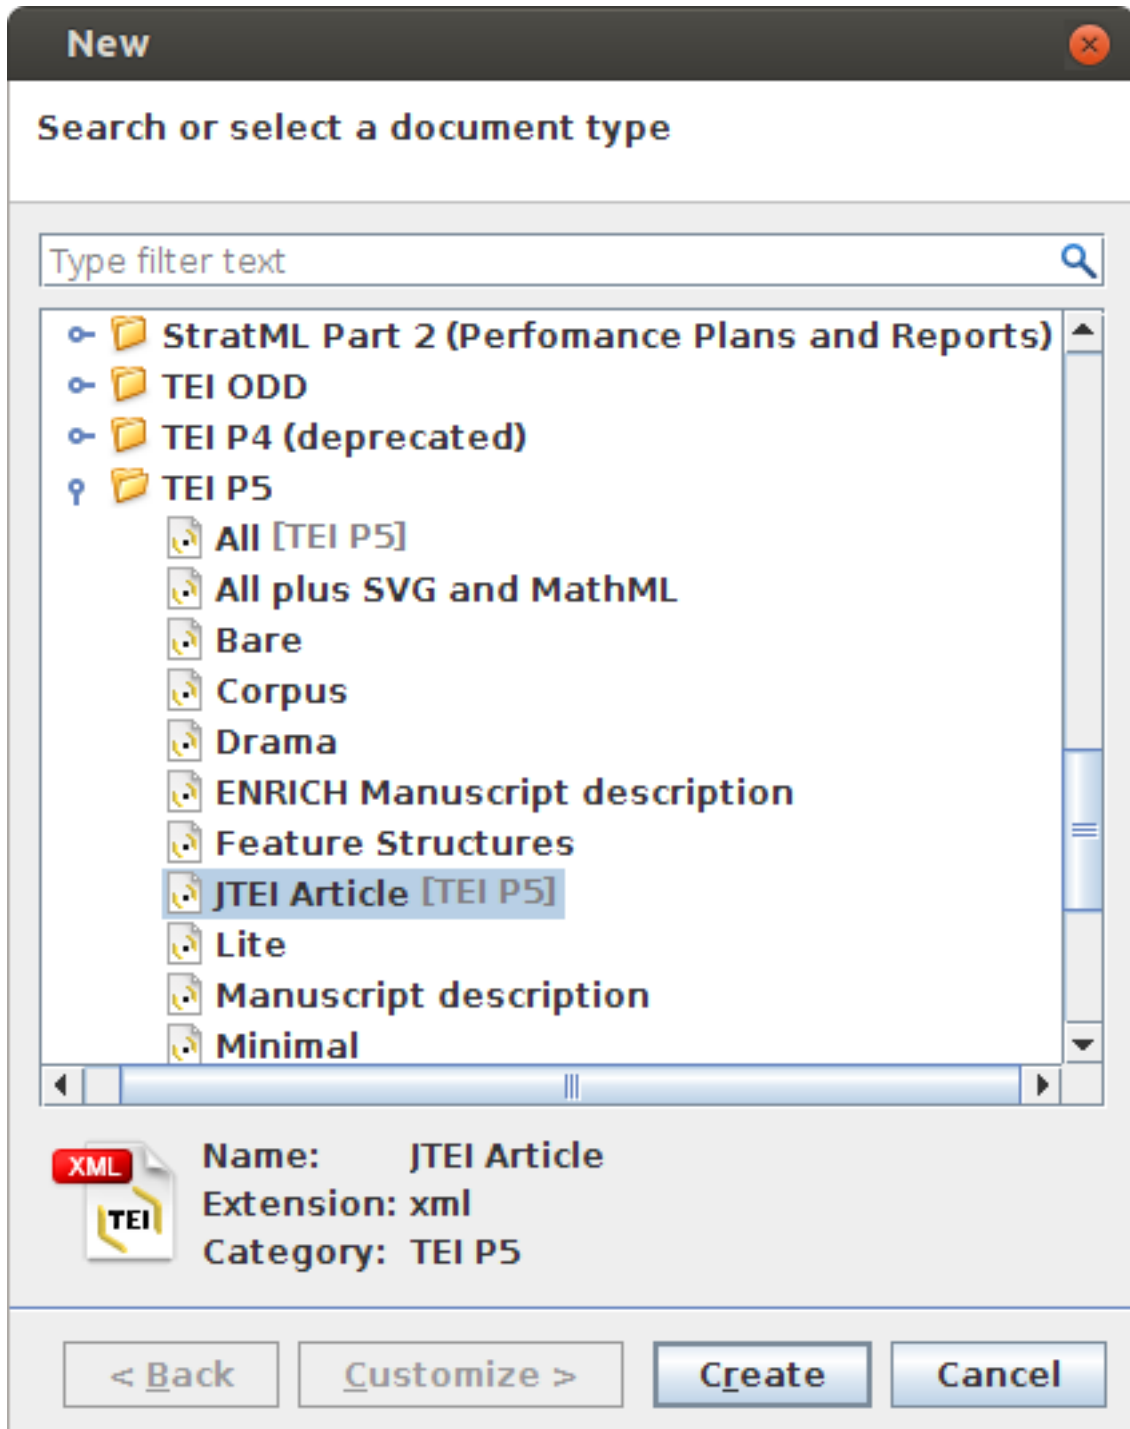 New
Search or select a document type
Type filter text
StratML Part 2 (Perfomance Plans and Reports)
TEI ODD
TEI P4 (deprecated)
TEI P5
All [TEI P5]
All plus SVG and MathML
Bare
Corpus
Drama
ENRICH Manuscript description
Feature Structures
JTEI Article [TEI P5]
Lite
Manuscript description
Minimal
XML
TEI
Name: JTEI Article
Extension: xml
Category: TEI P5
< Back Customize > Create Cancel